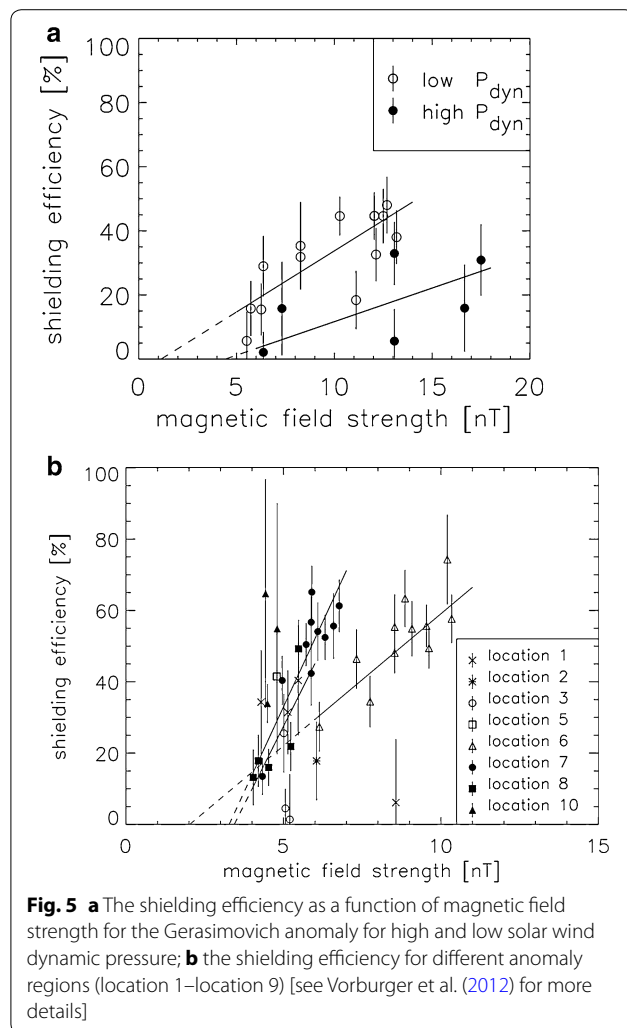 a
100
80
60
40
20
0
shielding efficiency [%]
low P dyn
high P dyn
0 5 10 15 20
magnetic field strength [nT]
b
100
80
60
40
20
0
shielding efficiency [%]
location 1
location 2
location 3
location 5
location 6
location 7
location 8
location 10
0 5 10 15
magnetic field strength [nT]
Fig. 5 a The shielding efficiency as a function of magnetic field
strength for the Gerasimovich anomaly for high and low solar wind
dynamic pressure; b the shielding efficiency for different anomaly
regions (location 1–location 9) [see Vorburger et al. (2012) for more
details]